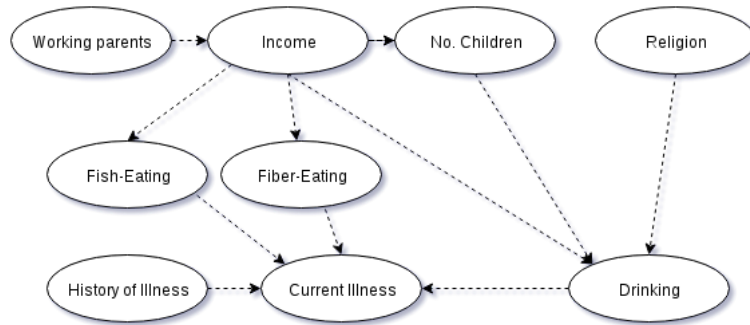 Working parents
Income
No. Children
Religion
Fish-Eating
Fiber-Eating
History of Illness
Current Illness
Drinking